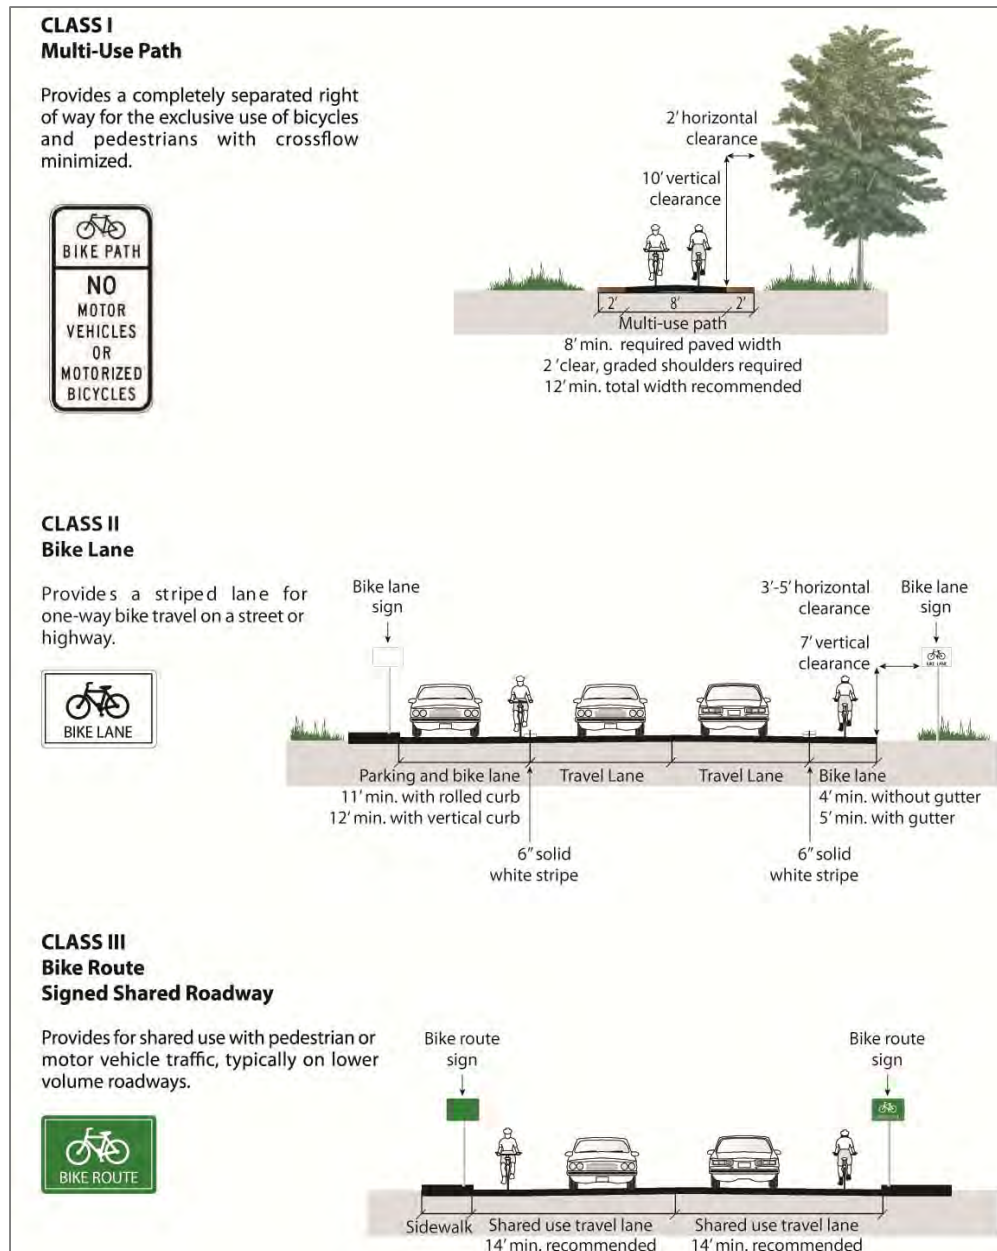 CLASS I
Multi-Use Path
Provides a completely separated right
of way for the exclusive use of bicycles
and pedestrians with crossflow
minimized.
BIKE PATH
NO
MOTOR
VEHICLES
OR
MOTORIZED
BICYCLES
2' horizontal
clearance
10' vertical
clearance
2' 8' 2'
Multi-use path
8' min. required paved width
2' clear, graded shoulders required
12' min. total width recommended
CLASS II
Bike Lane
Provides a striped lane for
one-way bike travel on a street or
highway.
BIKE LANE
Bike lane
sign
3'-5' horizontal
clearance
Bike lane
sign
7' vertical
clearance
BIKE LANE
Parking and bike lane
11' min. with rolled curb
12' min. with vertical curb
Travel Lane
Travel Lane
Bike lane
4' min. without gutter
5' min. with gutter
6" solid
white stripe
6" solid
white stripe
CLASS III
Bike Route
Signed Shared Roadway
Provides for shared use with pedestrian or
motor vehicle traffic, typically on lower
volume roadways.
BIKE ROUTE
Bike route
sign
Bike route
sign
Sidewalk
Shared use travel lane
14' min. recommended
Shared use travel lane
14' min. recommended